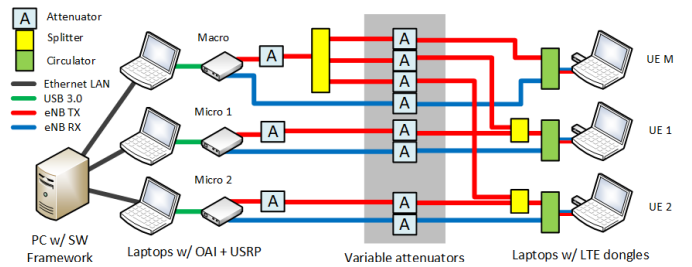 A Attenuator
Splitter
Circulator
Ethernet LAN
USB 3.0
eNB TX
eNB RX
Macro
A
A
A
A
A
UE M
Micro 1
A
A
A
UE 1
Micro 2
A
A
A
UE 2
PC w/ SW
Framework
Laptops w/ OAI + USRP
Variable attenuators
Laptops w/ LTE dongles